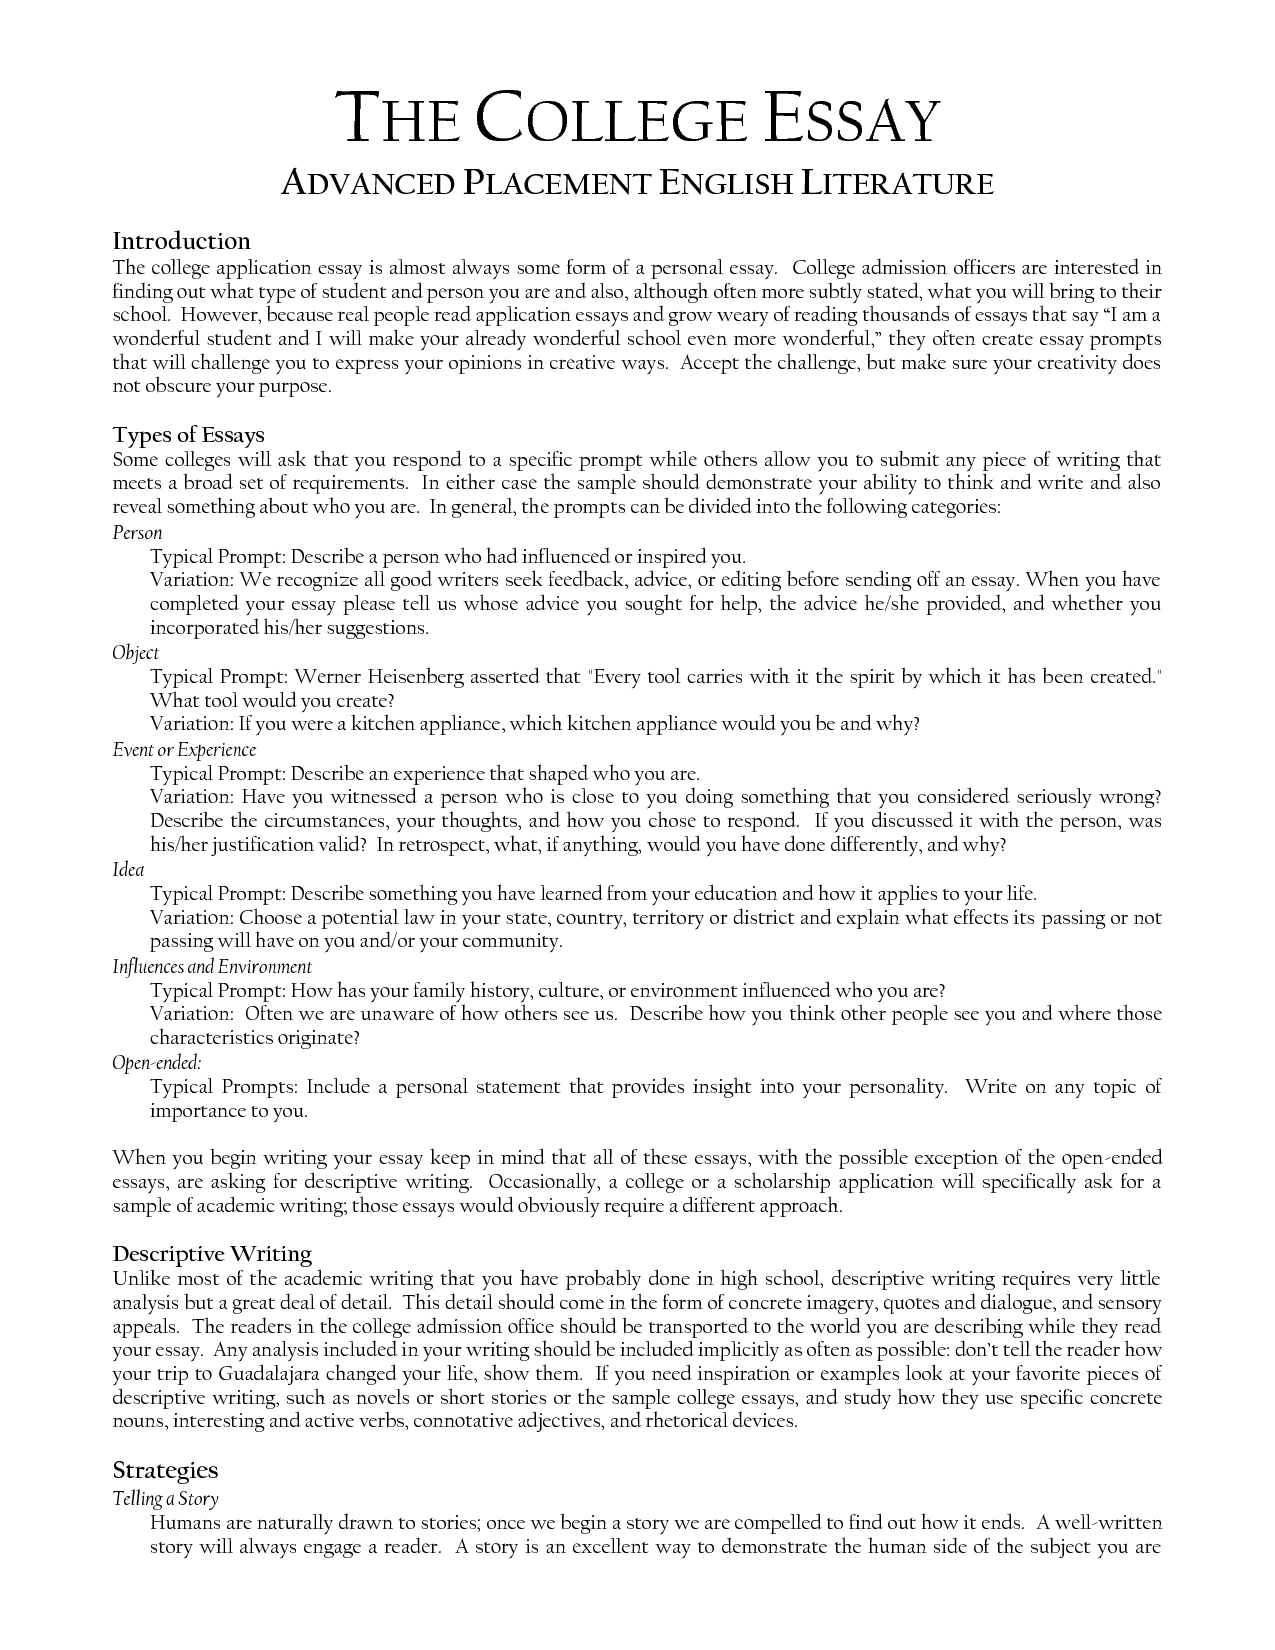 THE COLLEGE ESSAY
ADVANCED PLACEMENT ENGLISH LITERATURE
Introduction
The college application essay is almost always some form of a personal essay. College admission officers are interested in
finding out what type of student and person you are and also, although often more subtly stated, what you will bring to their
school. However, because real people read application essays and grow weary of reading thousands of essays that say “I am a
wonderful student and I will make your already wonderful school even more wonderful,” they often create essay prompts
that will challenge you to express your opinions in creative ways. Accept the challenge, but make sure your creativity does
not obscure your purpose.
Types of Essays
Some colleges will ask that you respond to a specific prompt while others allow you to submit any piece of writing that
meets a broad set of requirements. In either case the sample should demonstrate your ability to think and write and also
reveal something about who you are. In general, the prompts can be divided into the following categories:
Person
Typical Prompt: Describe a person who had influenced or inspired you.
Variation: We recognize all good writers seek feedback, advice, or editing before sending off an essay. When you have
completed your essay please tell us whose advice you sought for help, the advice he/she provided, and whether you
incorporated his/her suggestions.
Object
Typical Prompt: Werner Heisenberg asserted that "Every tool carries with it the spirit by which it has been created."
What tool would you create?
Variation: If you were a kitchen appliance, which kitchen appliance would you be and why?
Event or Experience
Typical Prompt: Describe an experience that shaped who you are.
Variation: Have you witnessed a person who is close to you doing something that you considered seriously wrong?
Describe the circumstances, your thoughts, and how you chose to respond. If you discussed it with the person, was
his/her justification valid? In retrospect, what, if anything, would you have done differently, and why?
Idea
Typical Prompt: Describe something you have learned from your education and how it applies to your life.
Variation: Choose a potential law in your state, country, territory or district and explain what effects its passing or not
passing will have on you and/or your community.
Influences and Environment
Typical Prompt: How has your family history, culture, or environment influenced who you are?
Variation: Often we are unaware of how others see us. Describe how you think other people see you and where those
characteristics originate?
Open-ended:
Typical Prompts: Include a personal statement that provides insight into your personality. Write on any topic of
importance to you.
When you begin writing your essay keep in mind that all of these essays, with the possible exception of the open-ended
essays, are asking for descriptive writing. Occasionally, a college or a scholarship application will specifically ask for a
sample of academic writing; those essays would obviously require a different approach.
Descriptive Writing
Unlike most of the academic writing that you have probably done in high school, descriptive writing requires very little
analysis but a great deal of detail. This detail should come in the form of concrete imagery, quotes and dialogue, and sensory
appeals. The readers in the college admission office should be transported to the world you are describing while they read
your essay. Any analysis included in your writing should be included implicitly as often as possible: don’t tell the reader how
your trip to Guadalajara changed your life, show them. If you need inspiration or examples look at your favorite pieces of
descriptive writing, such as novels or short stories or the sample college essays, and study how they use specific concrete
nouns, interesting and active verbs, connotative adjectives, and rhetorical devices.
Strategies
Telling a Story
Humans are naturally drawn to stories; once we begin a story we are compelled to find out how it ends. A well-written
story will always engage a reader. A story is an excellent way to demonstrate the human side of the subject you are